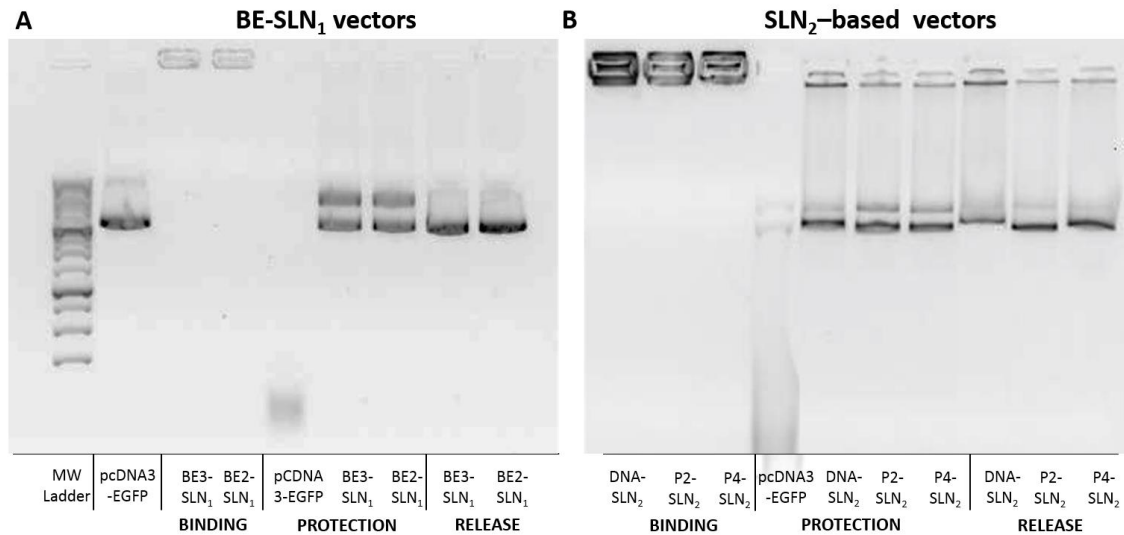 A BE-SLN₁ vectors B SLN₂–based vectors
MW pcDNA3 BE3- BE2- pCDNA BE3- BE2- BE3- BE2- DNA- P2- P4- pcDNA3 DNA- P2- P4- DNA- P2- P4-
Ladder -EGFP SLN₁ SLN₁ 3-EGFP SLN₁ SLN₁ SLN₁ SLN₁ SLN₂ SLN₂ SLN₂ -EGFP SLN₂ SLN₂ SLN₂ SLN₂ SLN₂ SLN₂
BINDING PROTECTION RELEASE BINDING PROTECTION RELEASE